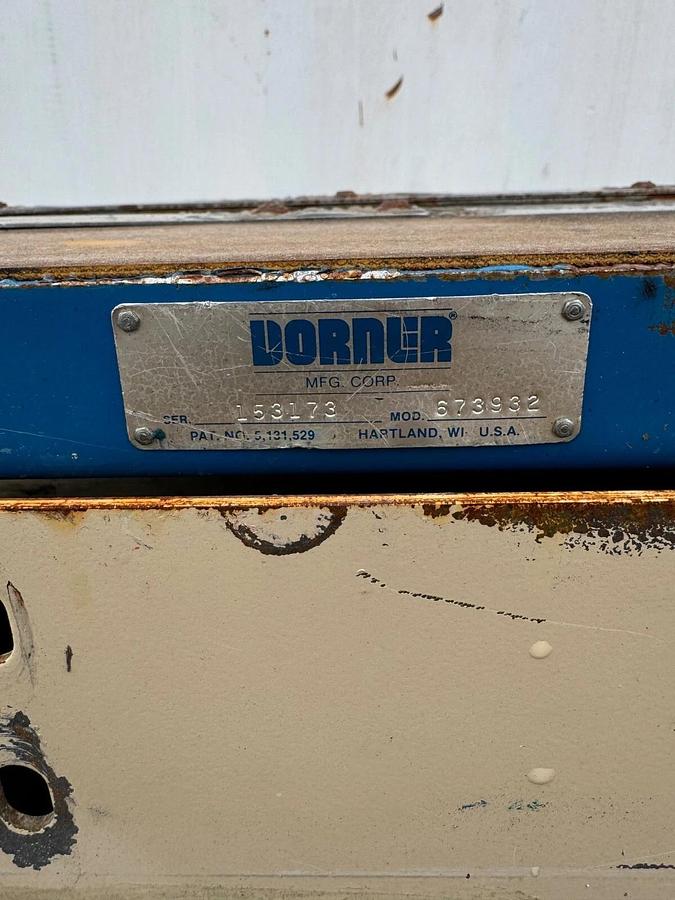 DORNER®
MFG. CORP.
SER. 153173 MOD. 673932
PAT. NO. 5,131,529 HARTLAND, WI U.S.A.